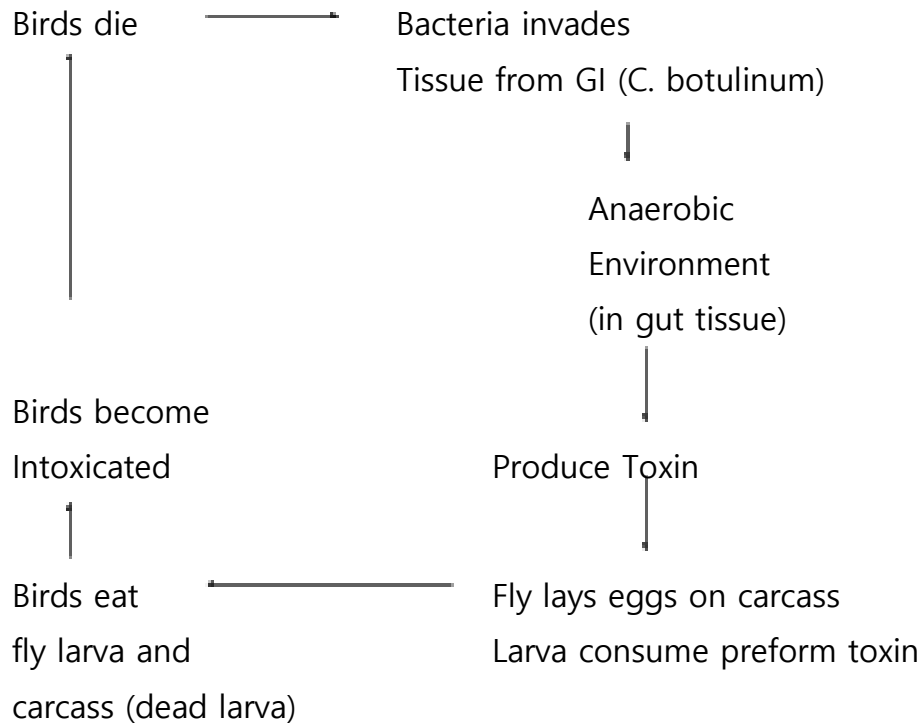 Birds die
Bacteria invades
Tissue from GI (C. botulinum)
Anaerobic
Environment
(in gut tissue)
Produce Toxin
Fly lays eggs on carcass
Larva consume preform toxin
Birds eat
fly larva and
carcass (dead larva)
Birds become
Intoxicated